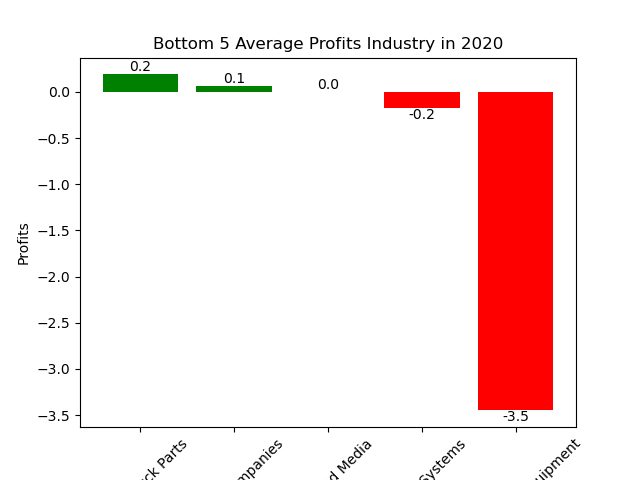 Bottom 5 Average Profits Industry in 2020
Profits
0.0
−0.5
−1.0
−1.5
−2.0
−2.5
−3.0
−3.5
0.2
0.1
0.0
-0.2
-3.5
ck Parts
mpanies
d Media
Systems
uipment